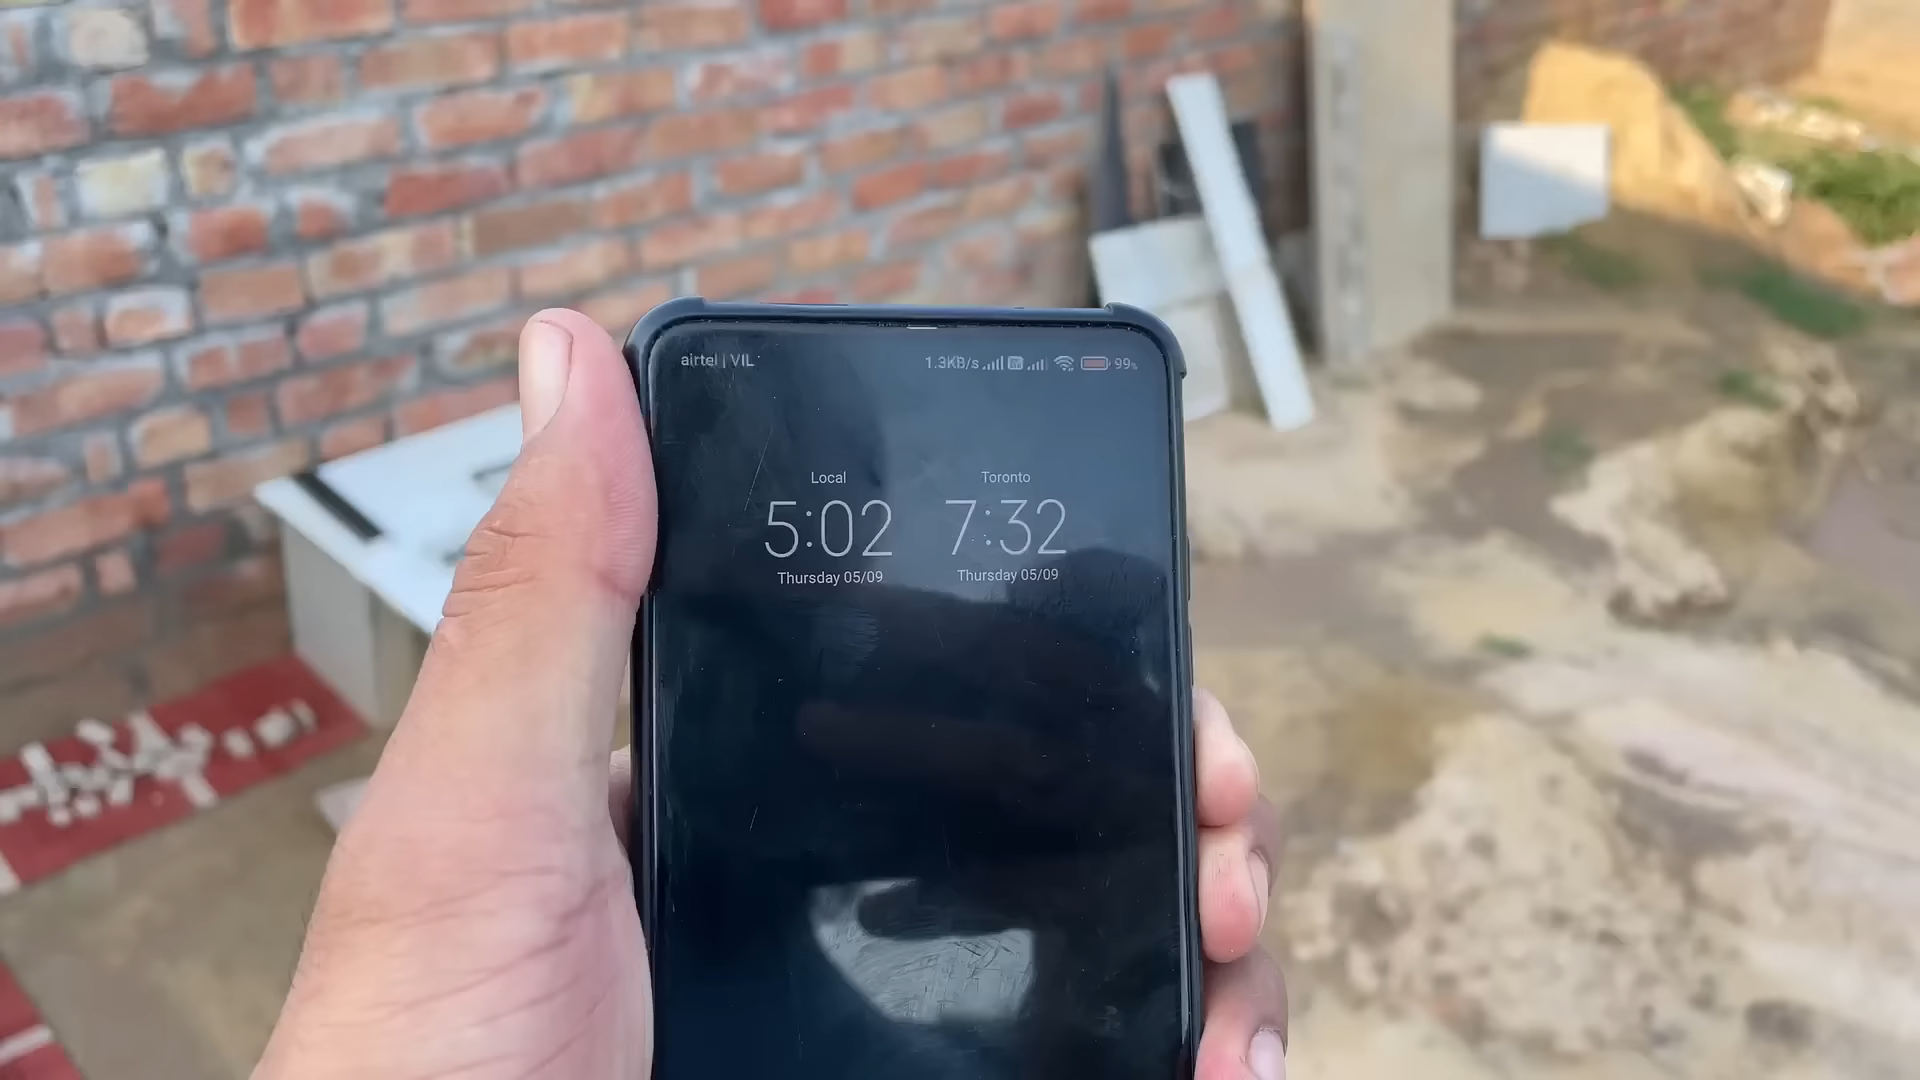 airtel | VIL
1.3KB/s 99%
Local
5:02
Thursday 05/09
Toronto
7:32
Thursday 05/09